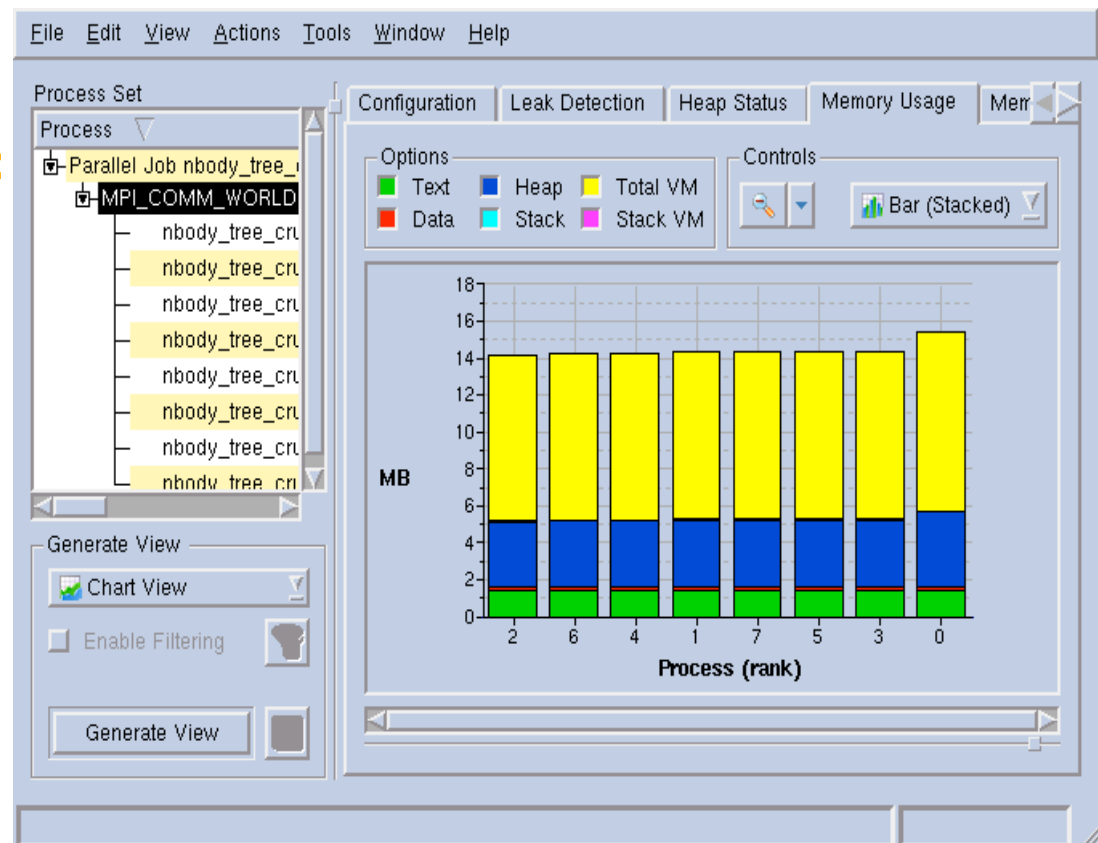 File Edit View Actions Tools Window Help
Process Set
Process
Parallel Job nbody_tree_
MPI_COMM_WORLD
nbody_tree_cru
nbody_tree_cru
nbody_tree_cru
nbody_tree_cru
nbody_tree_cru
nbody_tree_cru
nbody_tree_cru
nbody_tree_cru
Generate View
Chart View
Enable Filtering
Generate View
Configuration Leak Detection Heap Status Memory Usage Mem
Options
Text Heap Total VM
Data Stack Stack VM
Controls
Bar (Stacked)
18
16
14
12
10
8
6
4
2
0
MB
2 6 4 1 7 5 3 0
Process (rank)